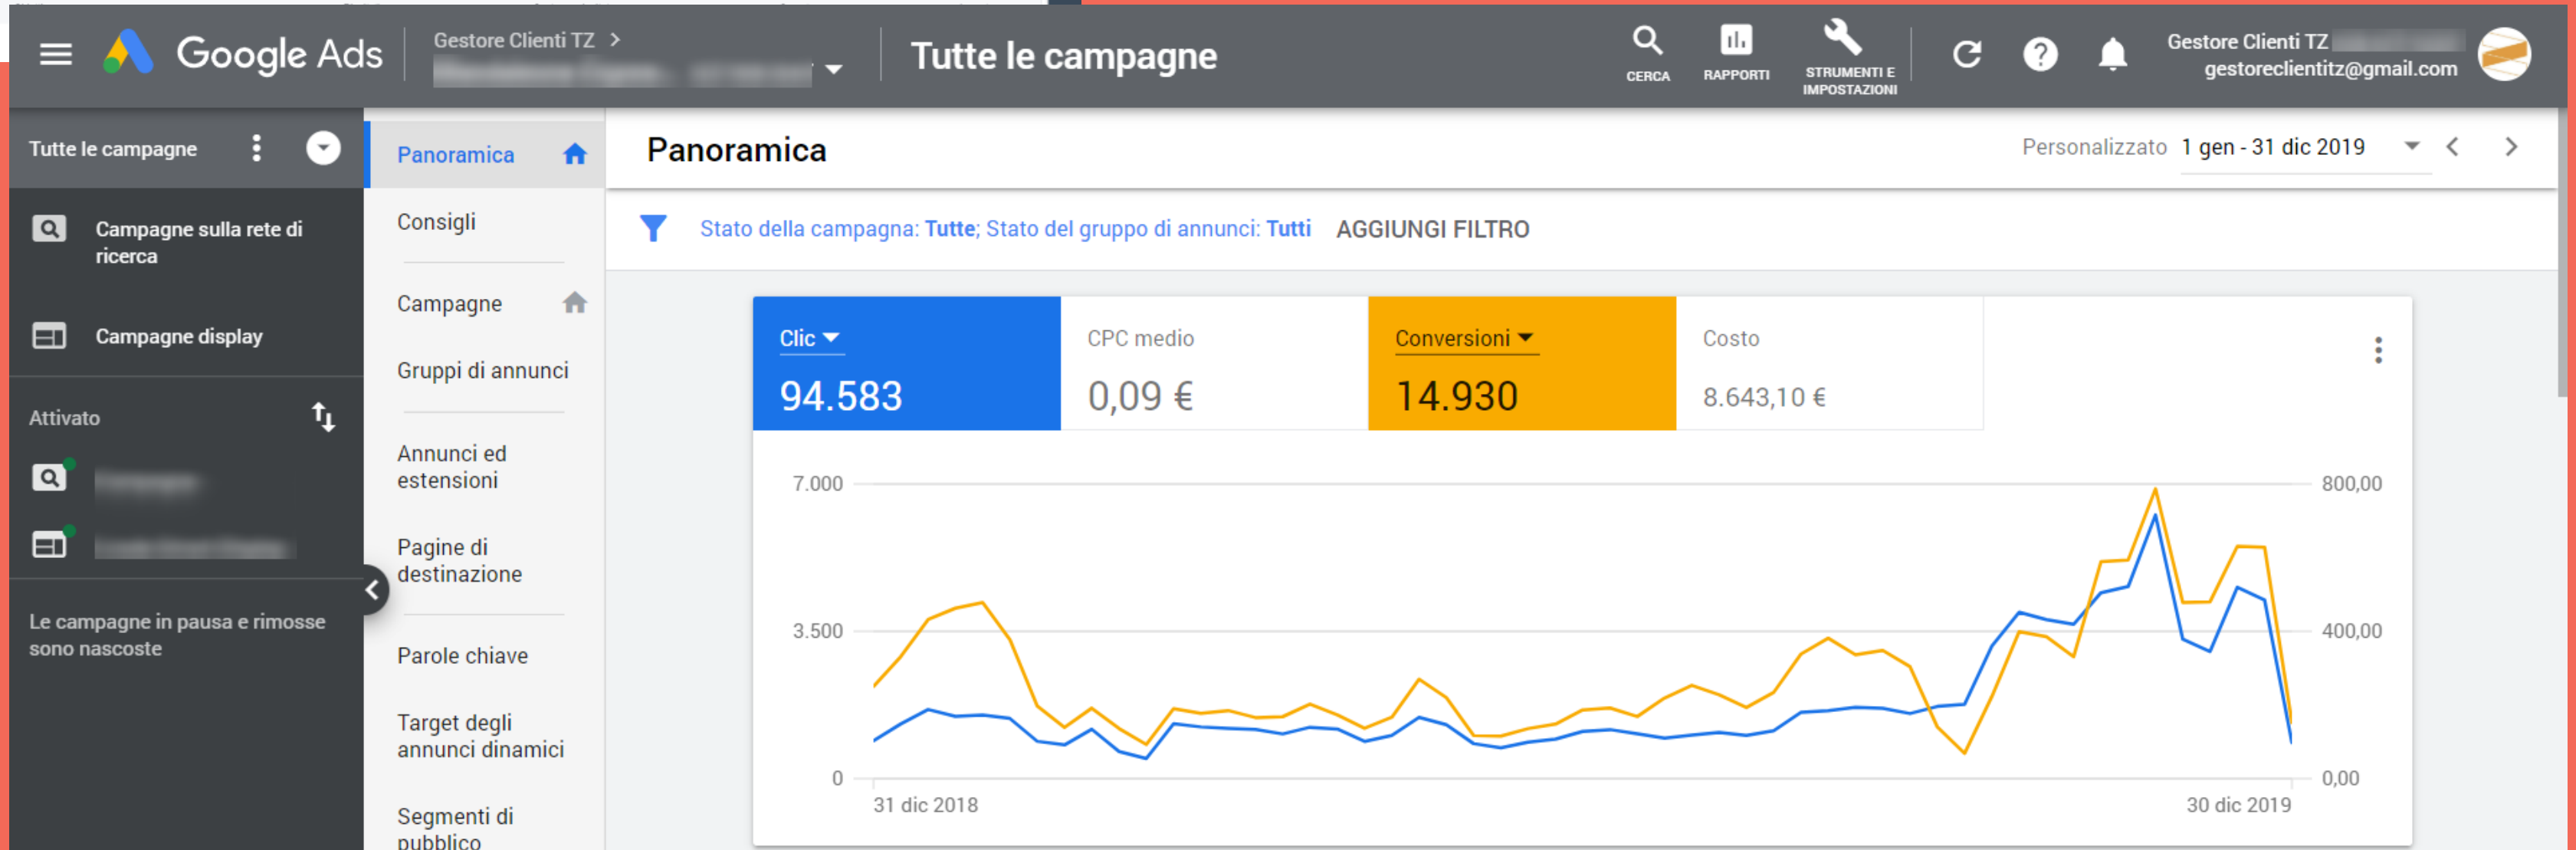 Google Ads
Gestore Clienti TZ >
Tutte le campagne
CERCA
RAPPORTI
STRUMENTI E
IMPOSTAZIONI
Gestore Clienti TZ
gestoreclientitz@gmail.com
Tutte le campagne
Campagne sulla rete di
ricerca
Campagne display
Attivato
Le campagne in pausa e rimosse
sono nascoste
Panoramica
Consigli
Campagne
Gruppi di annunci
Annunci ed
estensioni
Pagine di
destinazione
Parole chiave
Target degli
annunci dinamici
Segmenti di
pubblico
Panoramica
Personalizzato 1 gen - 31 dic 2019
Stato della campagna: Tutte; Stato del gruppo di annunci: Tutti AGGIUNGI FILTRO
Clic
94.583
CPC medio
0,09 €
Conversioni
14.930
Costo
8.643,10 €
7.000
800,00
3.500
400,00
0
0,00
31 dic 2018
30 dic 2019